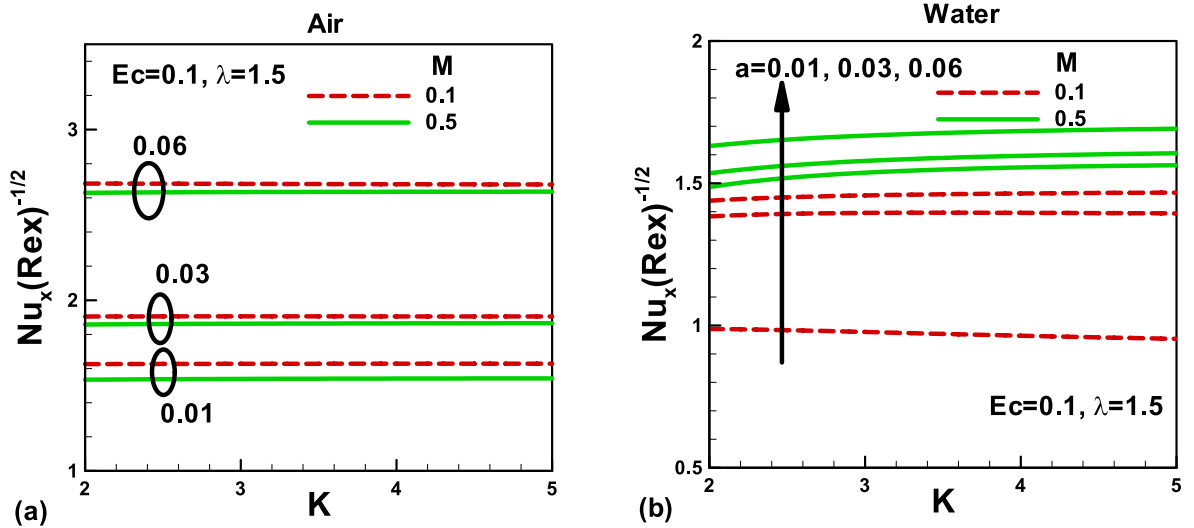 Air
Ec=0.1, λ=1.5
M
0.1
0.5
0.06
0.03
0.01
Nux(Rex)-1/2
3
2
1
2
3
4
5
K
(a)
Water
a=0.01, 0.03, 0.06
M
0.1
0.5
Ec=0.1, λ=1.5
Nux(Rex)-1/2
2
1.5
1
0.5
2
3
4
5
K
(b)